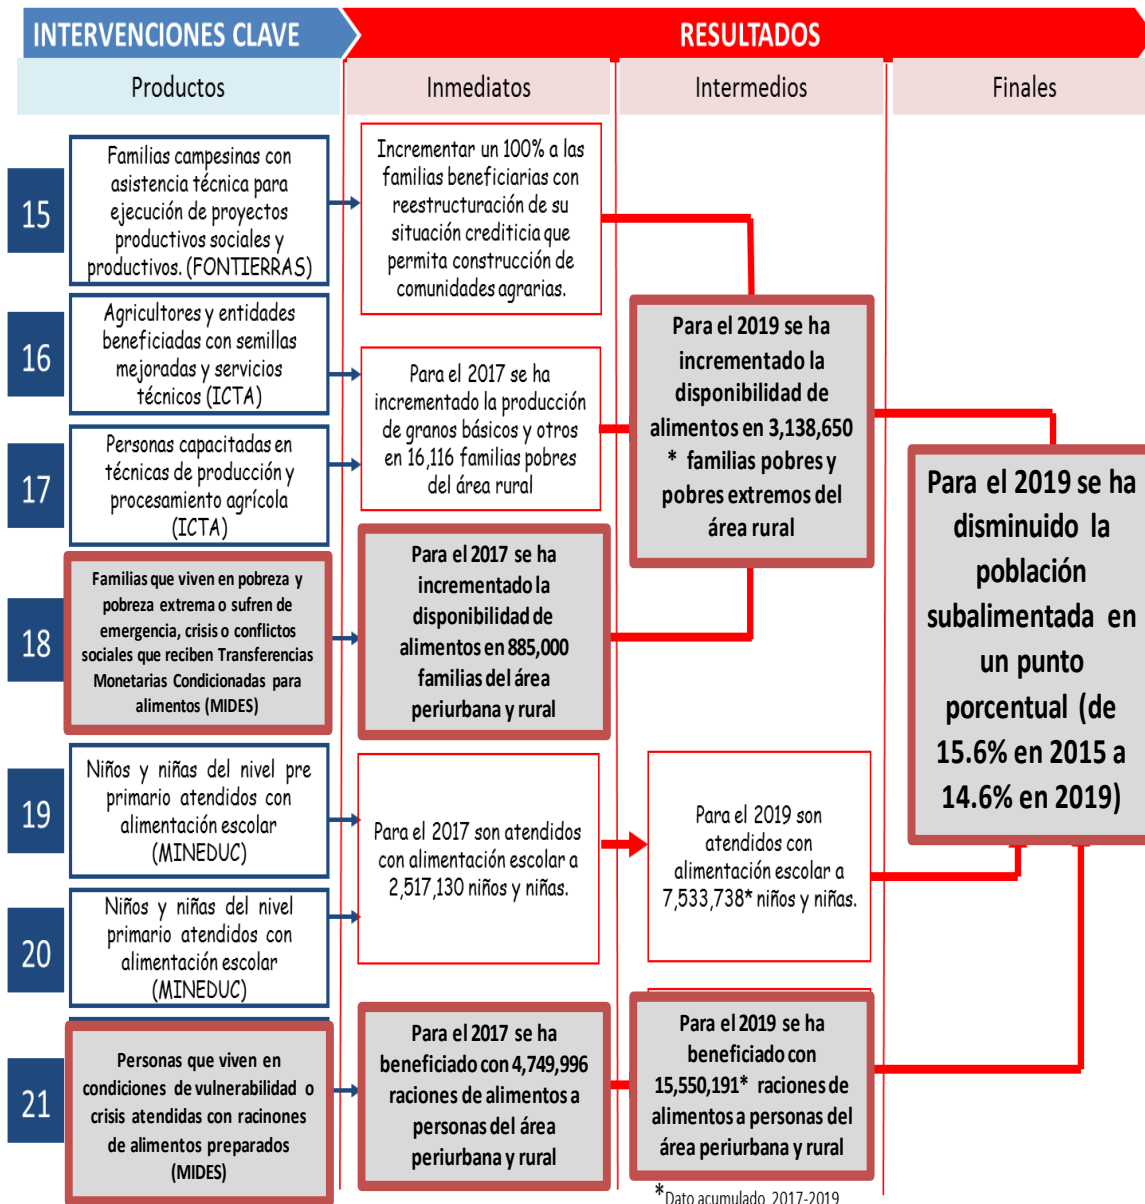 INTERVENCIONES CLAVE
RESULTADOS
Productos
Inmediatos
Intermedios
Finales
15
Familias campesinas con
asistencia técnica para
ejecución de proyectos
productivos sociales y
productivos. (FONTIERRAS)
Incrementar un 100% a las
familias beneficiarias con
reestructuración de su
situación crediticia que
permita construcción de
comunidades agrarias.
16
Agricultores y entidades
beneficiadas con semillas
mejoradas y servicios
técnicos (ICTA)
17
Personas capacitadas en
técnicas de producción y
procesamiento agrícola
(ICTA)
Para el 2017 se ha
incrementado la producción
de granos básicos y otros
en 16,116 familias pobres
del área rural
Para el 2019 se ha
incrementado la
disponibilidad de
alimentos en 3,138,650
* familias pobres y
pobres extremos del
área rural
18
Familias que viven en pobreza y
pobreza extrema o sufren de
emergencia, crisis o conflictos
sociales que reciben Transferencias
Monetarias Condicionadas para
alimentos (MIDES)
Para el 2017 se ha
incrementado la
disponibilidad de
alimentos en 885,000
familias del área
periurbana y rural
Para el 2019 se ha
disminuido la
población
subalimentada en
un punto
porcentual (de
15.6% en 2015 a
14.6% en 2019)
19
Niños y niñas del nivel pre
primario atendidos con
alimentación escolar
(MINEDUC)
20
Niños y niñas del nivel
primario atendidos con
alimentación escolar
(MINEDUC)
Para el 2017 son atendidos
con alimentación escolar a
2,517,130 niños y niñas.
Para el 2019 son
atendidos con
alimentación escolar a
7,533,738* niños y niñas.
21
Personas que viven en
condiciones de vulnerabilidad o
crisis atendidas con racinones
de alimentos preparados
(MIDES)
Para el 2017 se ha
beneficiado con 4,749,996
raciones de alimentos a
personas del área
periurbana y rural
Para el 2019 se ha
beneficiado con
15,550,191* raciones de
alimentos a personas del
área periurbana y rural
*Dato acumulado 2017-2019